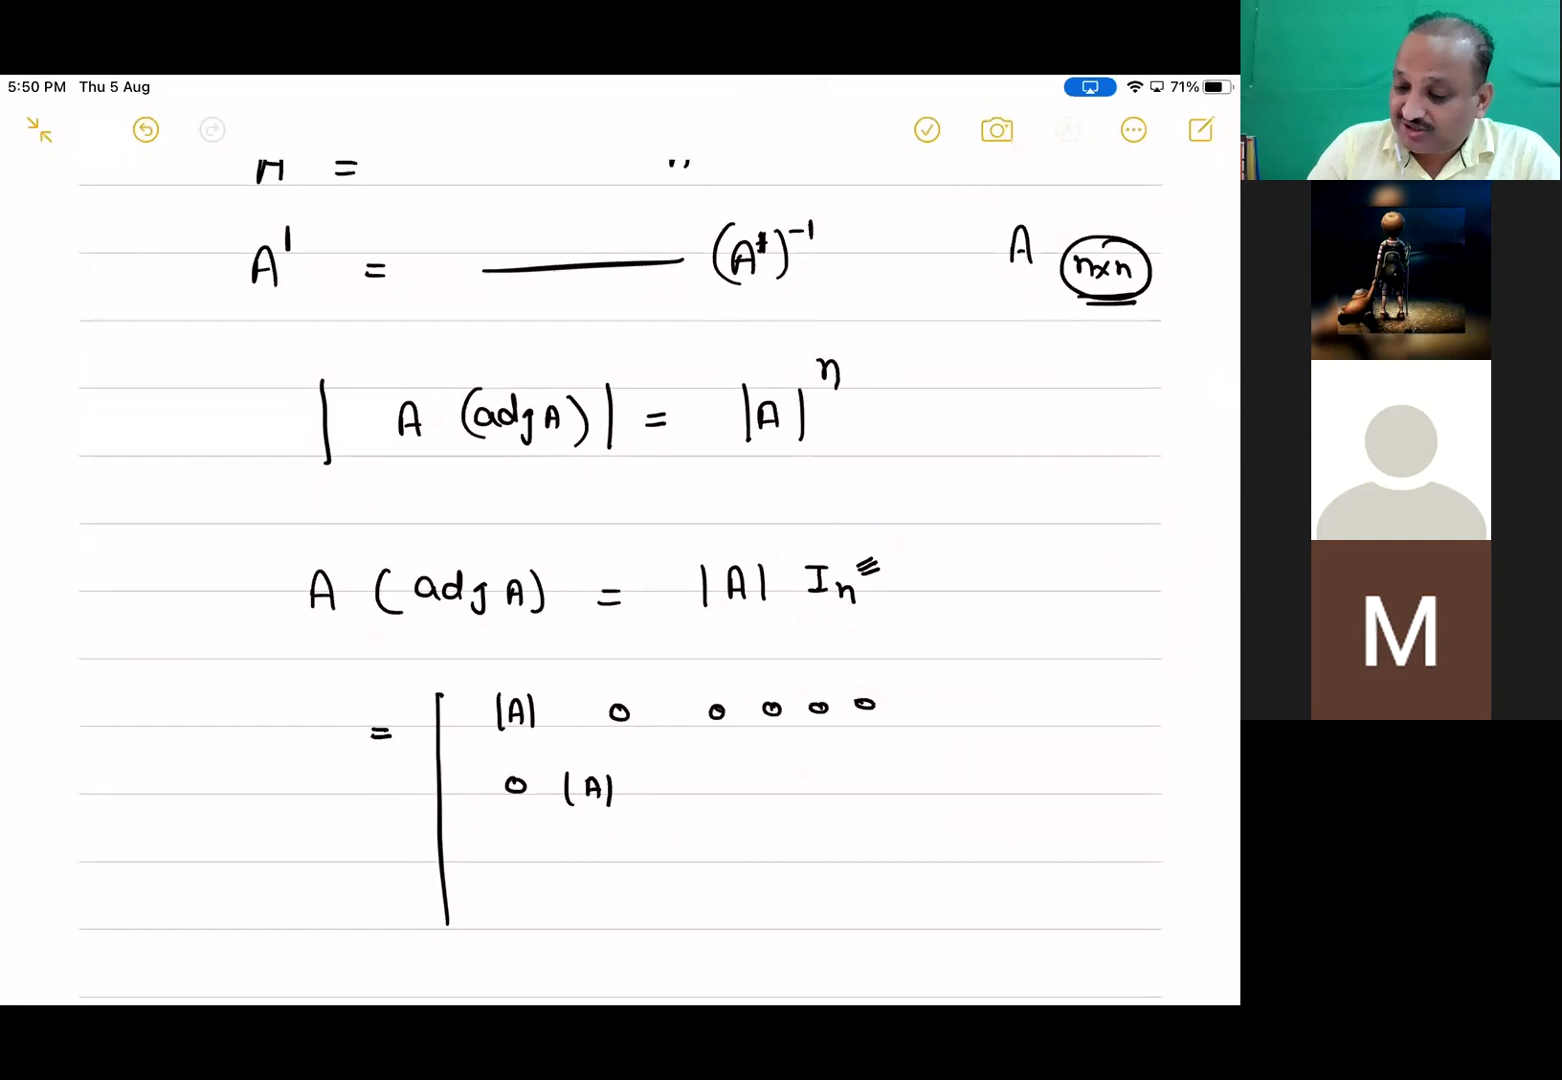 5:50 PM Thu 5 Aug 71%
=
A' = (A*)⁻¹ A n×n
| A (adj A) | = |A|ⁿ
A (adj A) = |A| Iₙ
= |A| 0 0 0 0 0
0 |A|
M